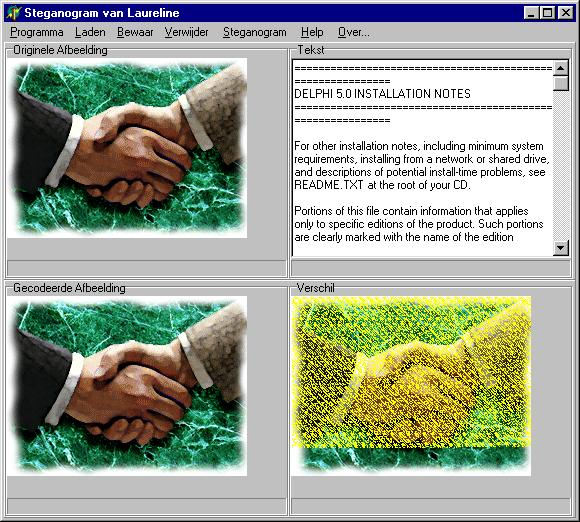 Steganogram van Laureline
Programma Laden Bewaar Verwijder Steganogram Help Over...
Originele Afbeelding
Tekst
===========================================
================
DELPHI 5.0 INSTALLATION NOTES
===========================================
================
For other installation notes, including minimum system
requirements, installing from a network or shared drive,
and descriptions of potential install-time problems, see
README.TXT at the root of your CD.
Portions of this file contain information that applies
only to specific editions of the product. Such portions
are clearly marked with the name of the edition
Gecodeerde Afbeelding
Verschil